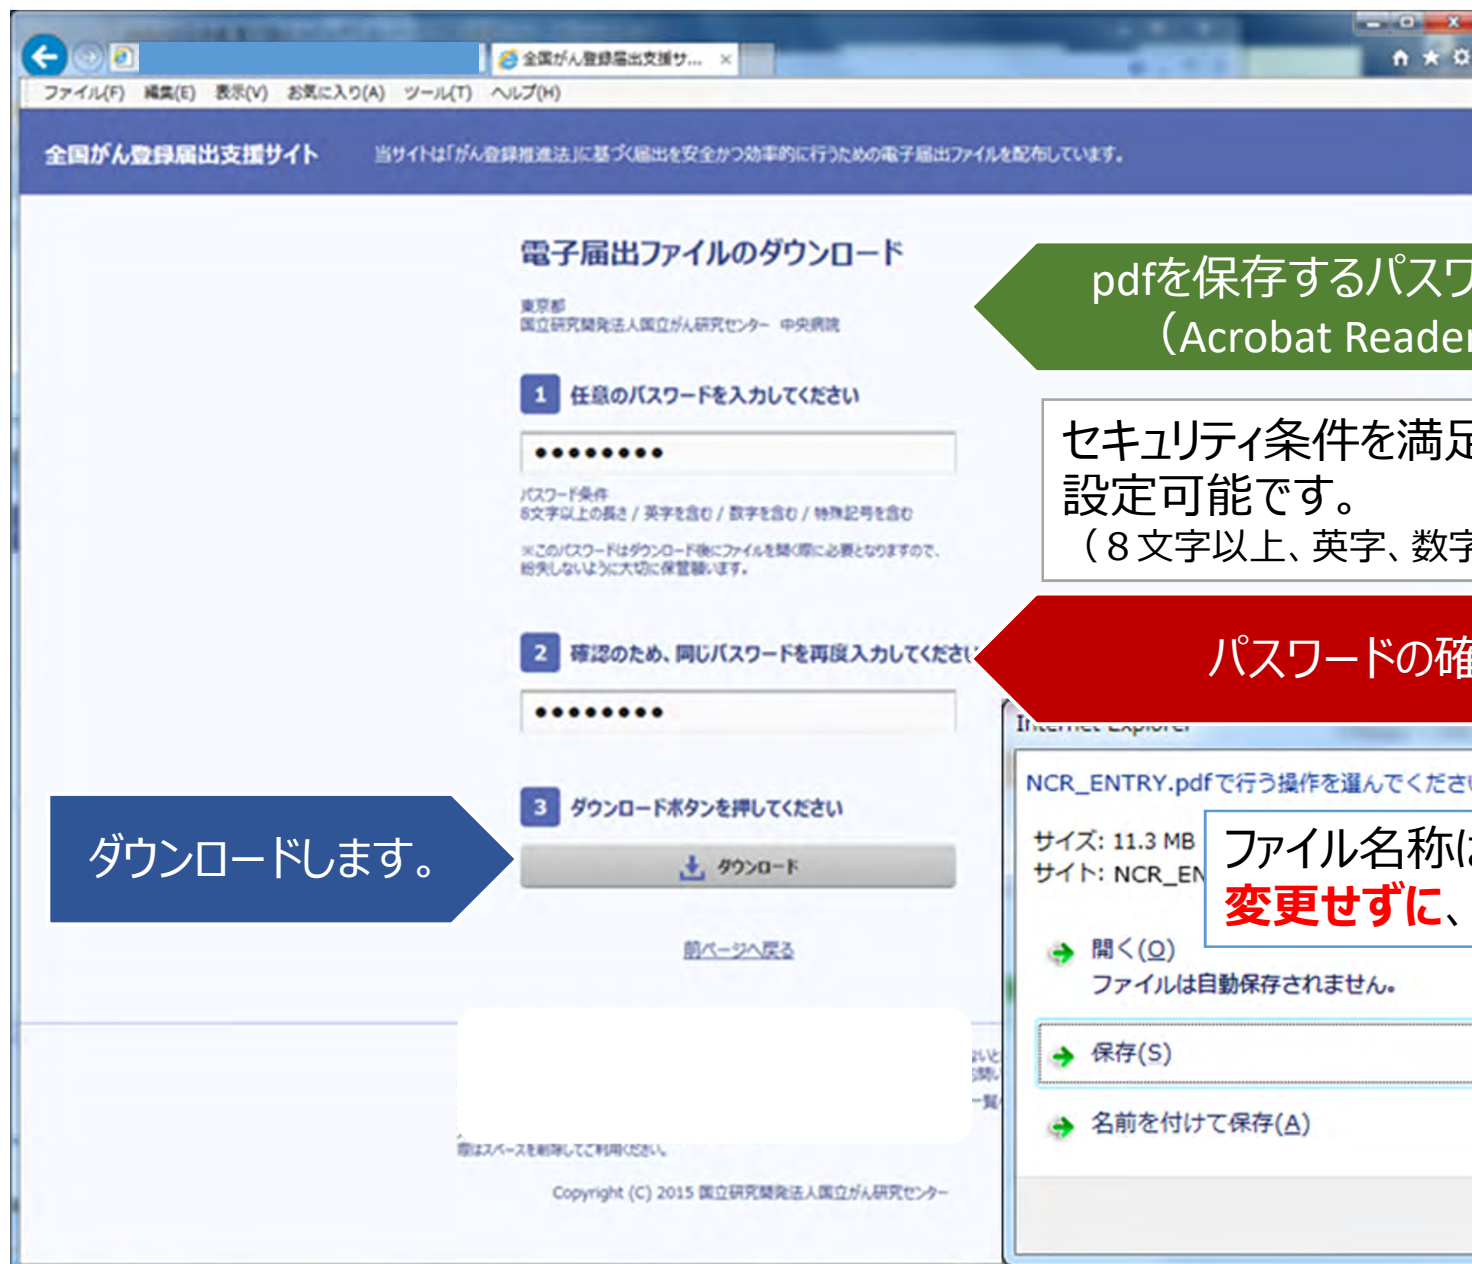 全国がん登録届出支援サ... ×
ファイル(F) 編集(E) 表示(V) お気に入り(A) ツール(T) ヘルプ(H)
全国がん登録届出支援サイト 当サイトは「がん登録推進法」に基づく届出を安全かつ効率的に行うための電子届出ファイルを配布しています。
電子届出ファイルのダウンロード
東京都
国立研究開発法人国立がん研究センター 中央病院
1 任意のパスワードを入力してください
パスワード条件
8文字以上の長さ / 英字を含む / 数字を含む / 特殊記号を含む
※このパスワードはダウンロード後にファイルを開く際に必要となりますので、
紛失しないように大切に保管願います。
2 確認のため、同じパスワードを再度入力してください
3 ダウンロードボタンを押してください
ダウンロード
前ページへ戻る
際はスペースを削除してご利用ください。
Copyright (C) 2015 国立研究開発法人国立がん研究センター
ダウンロードします。
pdfを保存するパスワ
（Acrobat Reader
セキュリティ条件を満足
設定可能です。
（８文字以上、英字、数字
パスワードの確
Internet Explorer
NCR_ENTRY.pdf で行う操作を選んでください
サイズ: 11.3 MB
サイト: NCR_EN
ファイル名称は
変更せずに、
開く(O)
ファイルは自動保存されません。
保存(S)
名前を付けて保存(A)